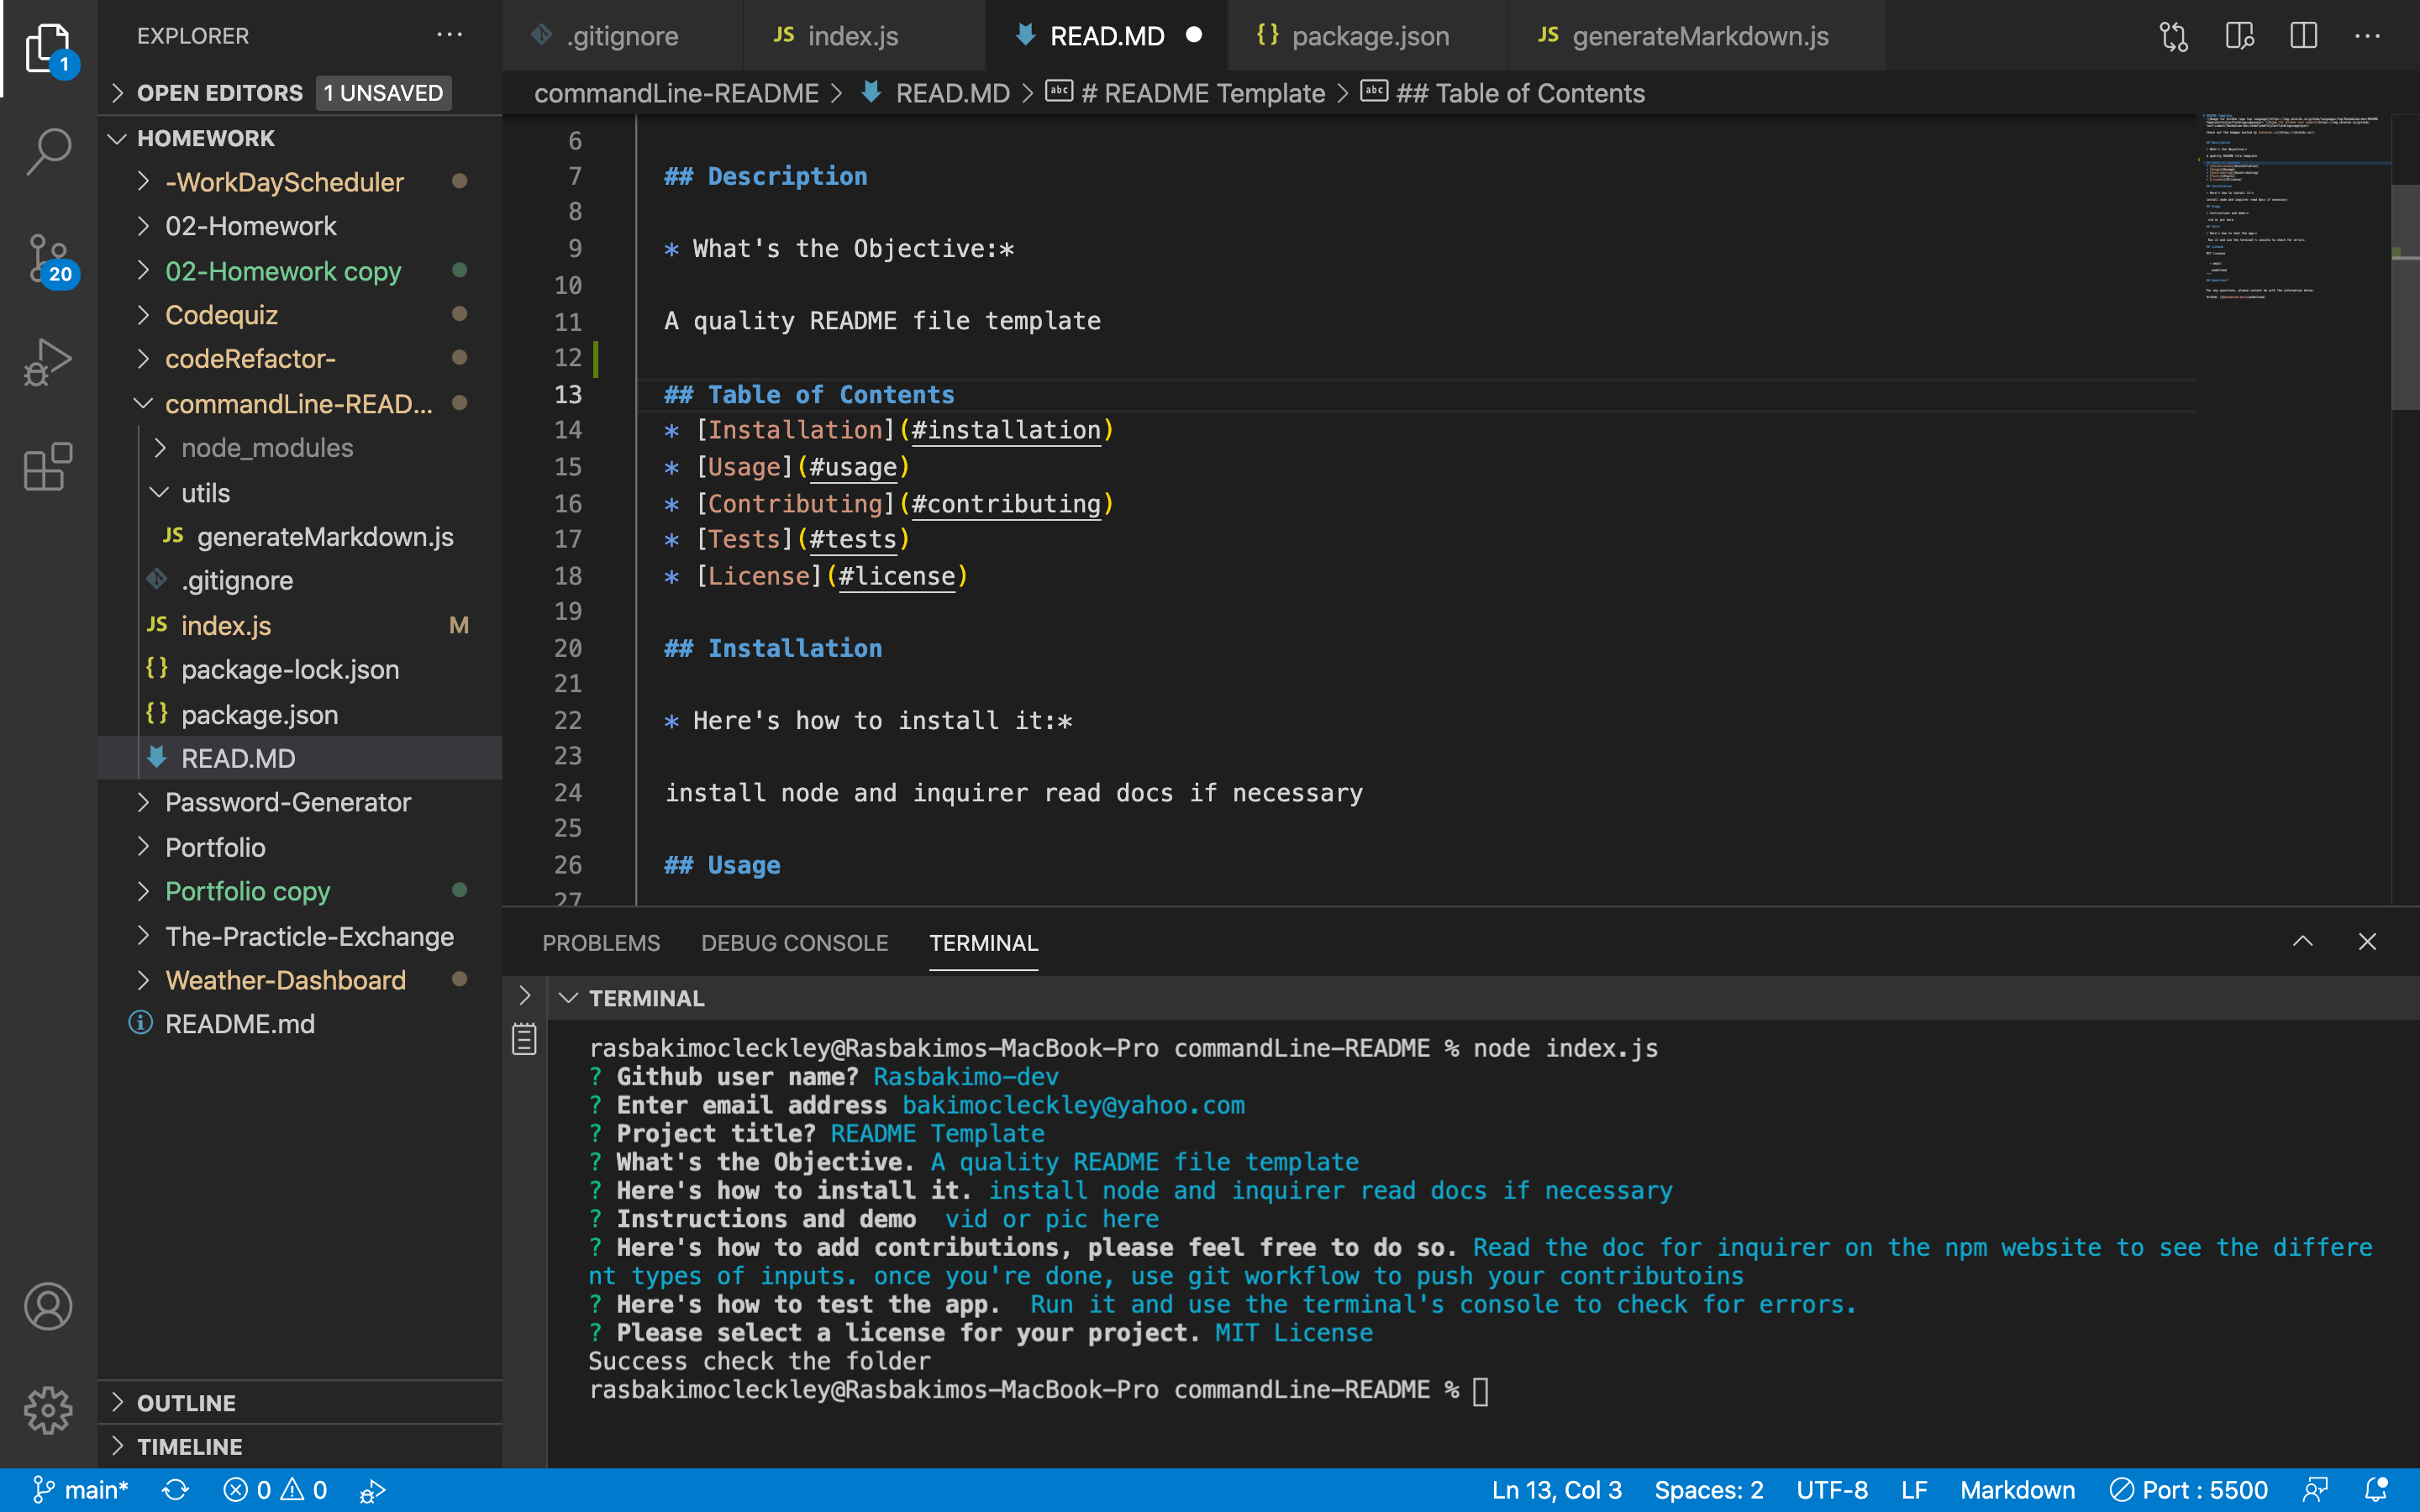 EXPLORER
OPEN EDITORS 1 UNSAVED
HOMEWORK
-WorkDayScheduler
02-Homework
02-Homework copy
Codequiz
codeRefactor-
commandLine-READ...
node_modules
utils
JS generateMarkdown.js
.gitignore
JS index.js M
{} package-lock.json
{} package.json
READ.MD
Password-Generator
Portfolio
Portfolio copy
The-Practicle-Exchange
Weather-Dashboard
README.md
OUTLINE
TIMELINE
1
20
.gitignore JS index.js READ.MD {} package.json JS generateMarkdown.js
commandLine-README > READ.MD > abc # README Template > abc ## Table of Contents
6
7 ## Description
8
9 * What's the Objective:*
10
11 A quality README file template
12
13 ## Table of Contents
14 * [Installation](#installation)
15 * [Usage](#usage)
16 * [Contributing](#contributing)
17 * [Tests](#tests)
18 * [License](#license)
19
20 ## Installation
21
22 * Here's how to install it:*
23
24 install node and inquirer read docs if necessary
25
26 ## Usage
27
PROBLEMS DEBUG CONSOLE TERMINAL
TERMINAL
rasbakimocleckley@Rasbakimos-MacBook-Pro commandLine-README % node index.js
? Github user name? Rasbakimo-dev
? Enter email address bakimocleckley@yahoo.com
? Project title? README Template
? What's the Objective. A quality README file template
? Here's how to install it. install node and inquirer read docs if necessary
? Instructions and demo  vid or pic here
? Here's how to add contributions, please feel free to do so. Read the doc for inquirer on the npm website to see the differe
nt types of inputs. once you're done, use git workflow to push your contributoins
? Here's how to test the app.  Run it and use the terminal's console to check for errors.
? Please select a license for your project. MIT License
Success check the folder
rasbakimocleckley@Rasbakimos-MacBook-Pro commandLine-README %
main* 0 0 Ln 13, Col 3 Spaces: 2 UTF-8 LF Markdown Port : 5500